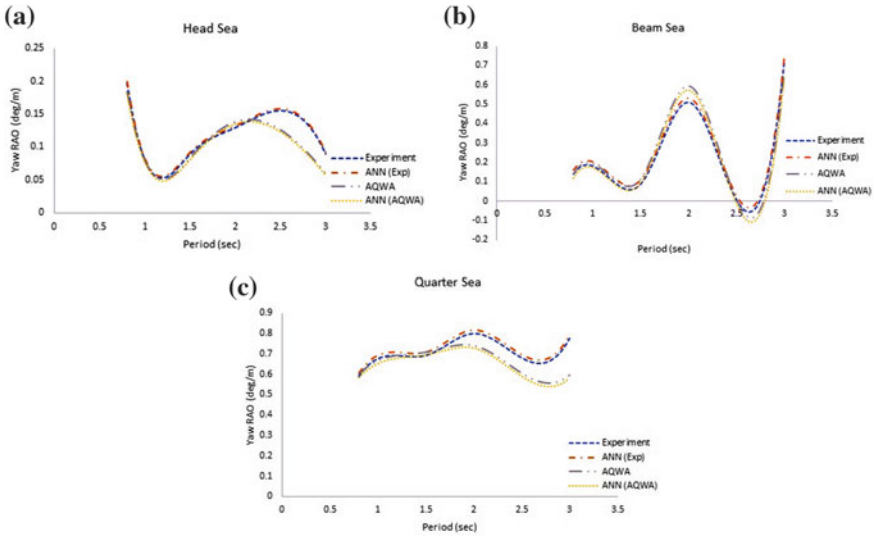 (a)
Head Sea
0.25
0.2
0.15
0.1
0.05
0
Yaw RAO (deg/m)
0 0.5 1 1.5 2 2.5 3 3.5
Period (sec)
Experiment
ANN (Exp)
AQWA
ANN (AQWA)
(b)
Beam Sea
0.8
0.7
0.6
0.5
0.4
0.3
0.2
0.1
0
-0.1
-0.2
Yaw RAO (deg/m)
0 0.5 1 1.5 2 2.5 3 3.5
Period (sec)
Experiment
ANN (Exp)
AQWA
ANN (AQWA)
(c)
Quarter Sea
0.9
0.8
0.7
0.6
0.5
0.4
0.3
0.2
0.1
0
Yaw RAO (deg/m)
0 0.5 1 1.5 2 2.5 3 3.5
Period (sec)
Experiment
ANN (Exp)
AQWA
ANN (AQWA)